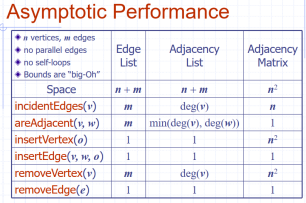 Asymptotic Performance
n vertices, m edges
no parallel edges
no self-loops
Bounds are "big-Oh"
Edge List
Adjacency List
Adjacency Matrix
Space n + m n + m n²
incidentEdges(v) m deg(v) n
areAdjacent(v, w) m min(deg(v), deg(w)) 1
insertVertex(o) 1 1 n²
insertEdge(v, w, o) 1 1 1
removeVertex(v) m deg(v) n²
removeEdge(e) 1 1 1